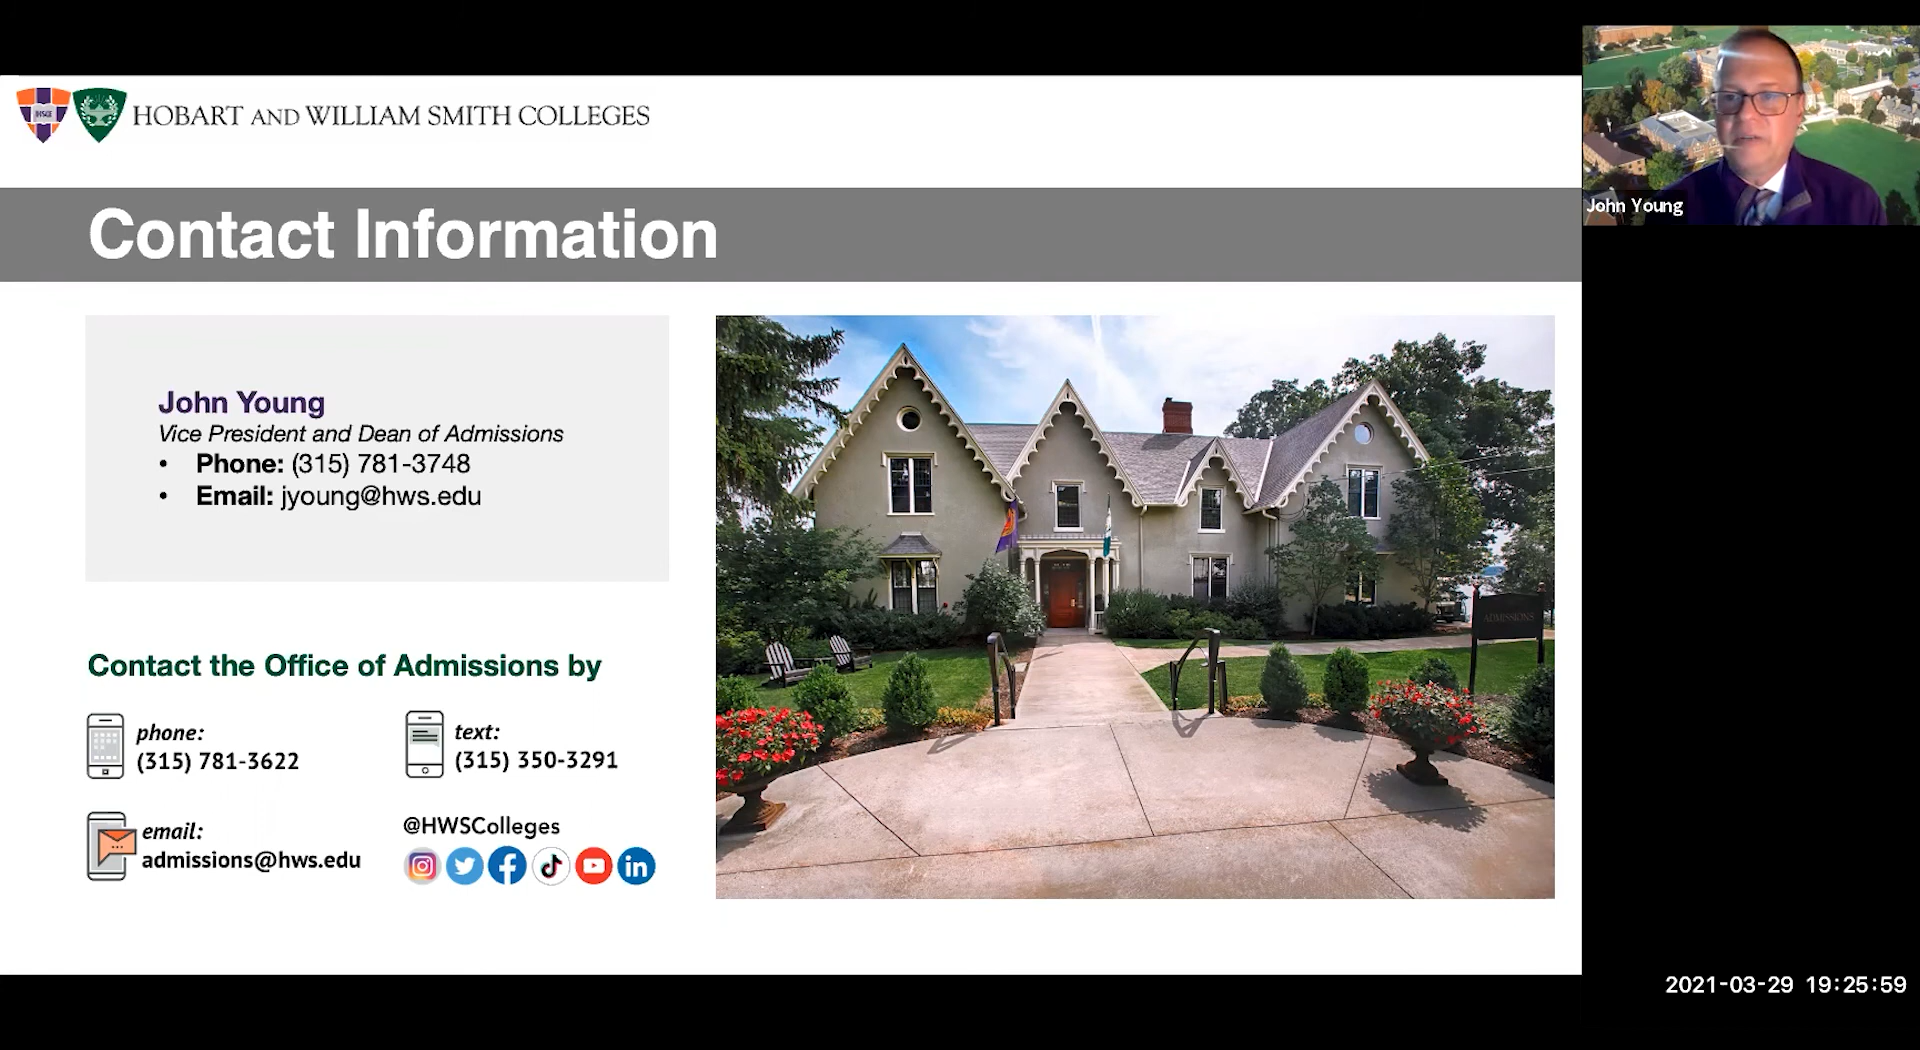 HOBART AND WILLIAM SMITH COLLEGES
Contact Information
John Young
Vice President and Dean of Admissions
• Phone: (315) 781-3748
• Email: jyoung@hws.edu
Contact the Office of Admissions by
phone:
(315) 781-3622
text:
(315) 350-3291
email:
admissions@hws.edu
@HWSColleges
ADMISSIONS
John Young
2021-03-29 19:25:59